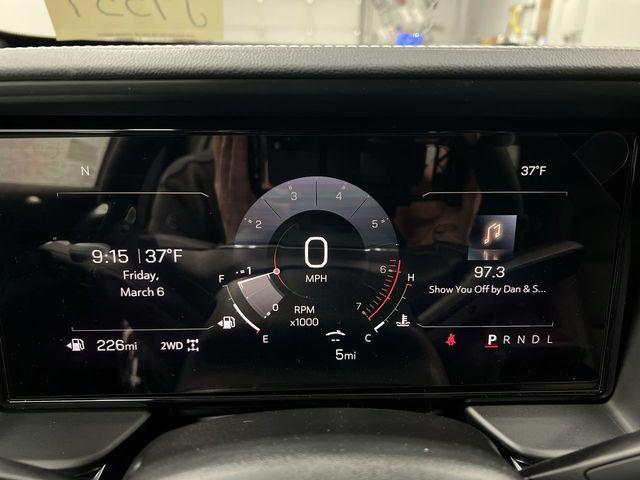 N
37°F
9:15 | 37°F
Friday,
March 6
226mi
2WD
F
E
0
1
2
3
4
5
6
7
0
MPH
RPM
x1000
5mi
H
C
97.3
Show You Off by Dan & S...
P R N D L